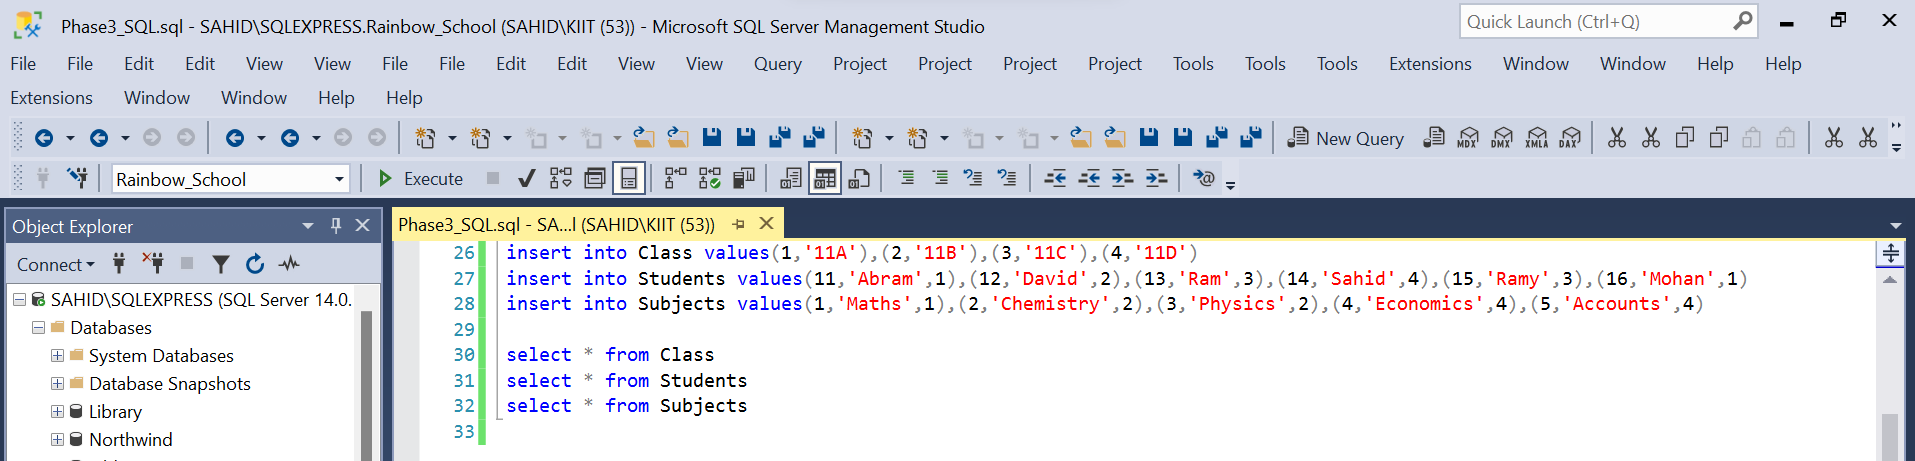 Phase3_SQL.sql - SAHID\SQLEXPRESS.Rainbow_School (SAHID\KIIT (53)) - Microsoft SQL Server Management Studio
Quick Launch (Ctrl+Q)
File File Edit Edit View View File File Edit Edit View View Query Project Project Project Project Tools Tools Tools Extensions Window Window Help Help
Extensions Window Window Help Help
New Query MDX DMX XMLA DAX
Rainbow_School Execute
Object Explorer
Connect
SAHID\SQLEXPRESS (SQL Server 14.0.
Databases
System Databases
Database Snapshots
Library
Northwind
Phase3_SQL.sql - SA...l (SAHID\KIIT (53))
26 insert into Class values(1,'11A'),(2,'11B'),(3,'11C'),(4,'11D')
27 insert into Students values(11,'Abram',1),(12,'David',2),(13,'Ram',3),(14,'Sahid',4),(15,'Ramy',3),(16,'Mohan',1)
28 insert into Subjects values(1,'Maths',1),(2,'Chemistry',2),(3,'Physics',2),(4,'Economics',4),(5,'Accounts',4)
29
30 select * from Class
31 select * from Students
32 select * from Subjects
33